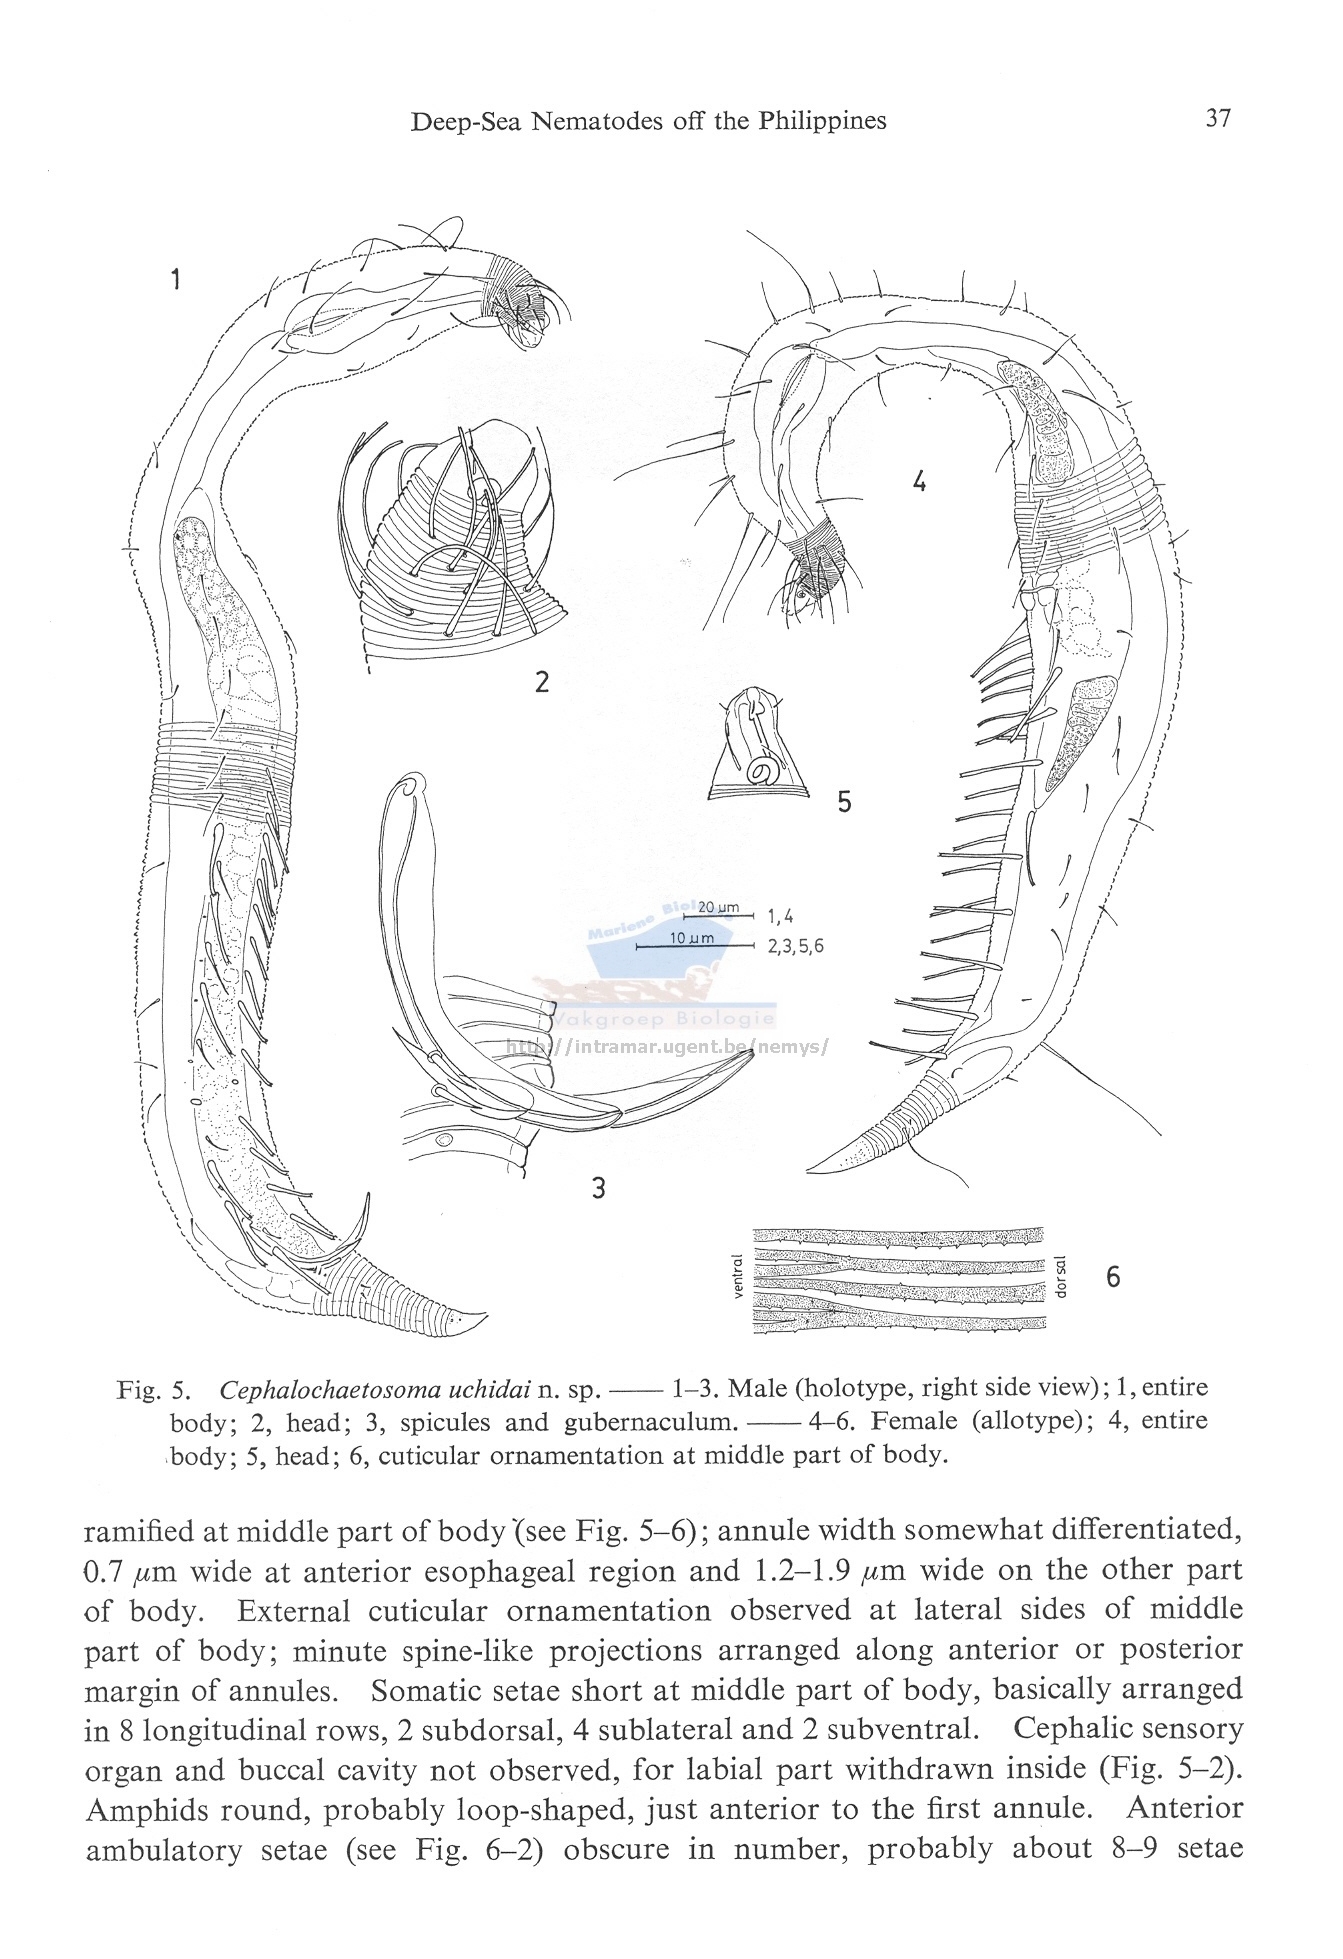 Deep-Sea Nematodes off the Philippines 37
1
2
3
4
5
20 µm 1,4
10 µm 2,3,5,6
Mariene Biologie
Vakgroep Biologie
http://intramar.ugent.be/nemys/
ventral
dorsal
6
Fig. 5. Cephalochaetosoma uchidai n. sp. —— 1–3. Male (holotype, right side view); 1, entire
body; 2, head; 3, spicules and gubernaculum. —— 4–6. Female (allotype); 4, entire
body; 5, head; 6, cuticular ornamentation at middle part of body.
ramified at middle part of body (see Fig. 5–6); annule width somewhat differentiated,
0.7 µm wide at anterior esophageal region and 1.2–1.9 µm wide on the other part
of body. External cuticular ornamentation observed at lateral sides of middle
part of body; minute spine-like projections arranged along anterior or posterior
margin of annules. Somatic setae short at middle part of body, basically arranged
in 8 longitudinal rows, 2 subdorsal, 4 sublateral and 2 subventral. Cephalic sensory
organ and buccal cavity not observed, for labial part withdrawn inside (Fig. 5–2).
Amphids round, probably loop-shaped, just anterior to the first annule. Anterior
ambulatory setae (see Fig. 6–2) obscure in number, probably about 8–9 setae